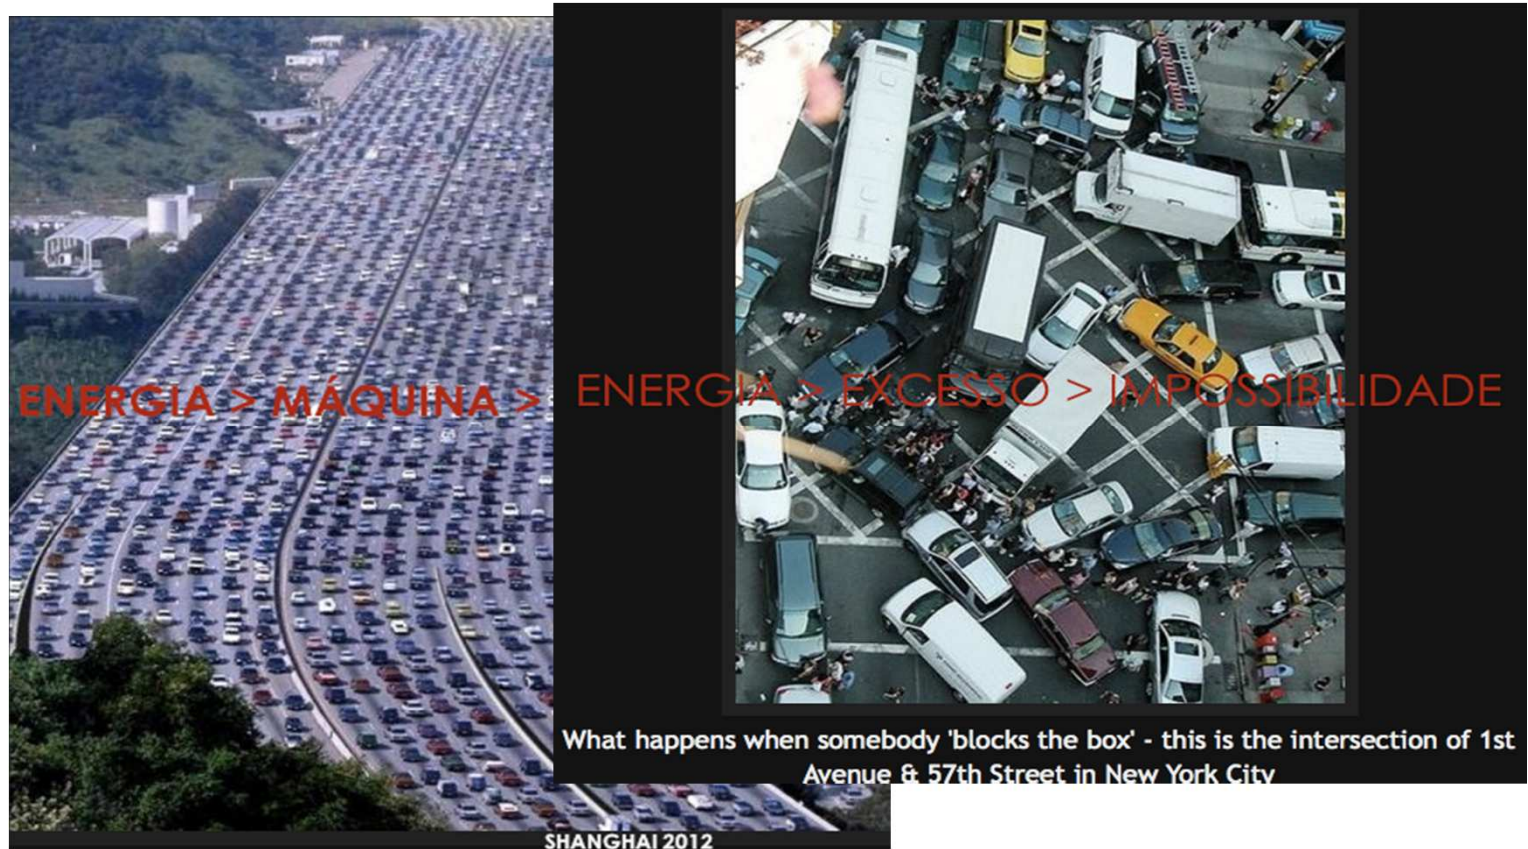 ENERGIA > MÁQUINA >
ENERGIA > EXCESSO > IMPOSSIBILIDADE
What happens when somebody 'blocks the box' - this is the intersection of 1st
Avenue & 57th Street in New York City
SHANGHAI 2012